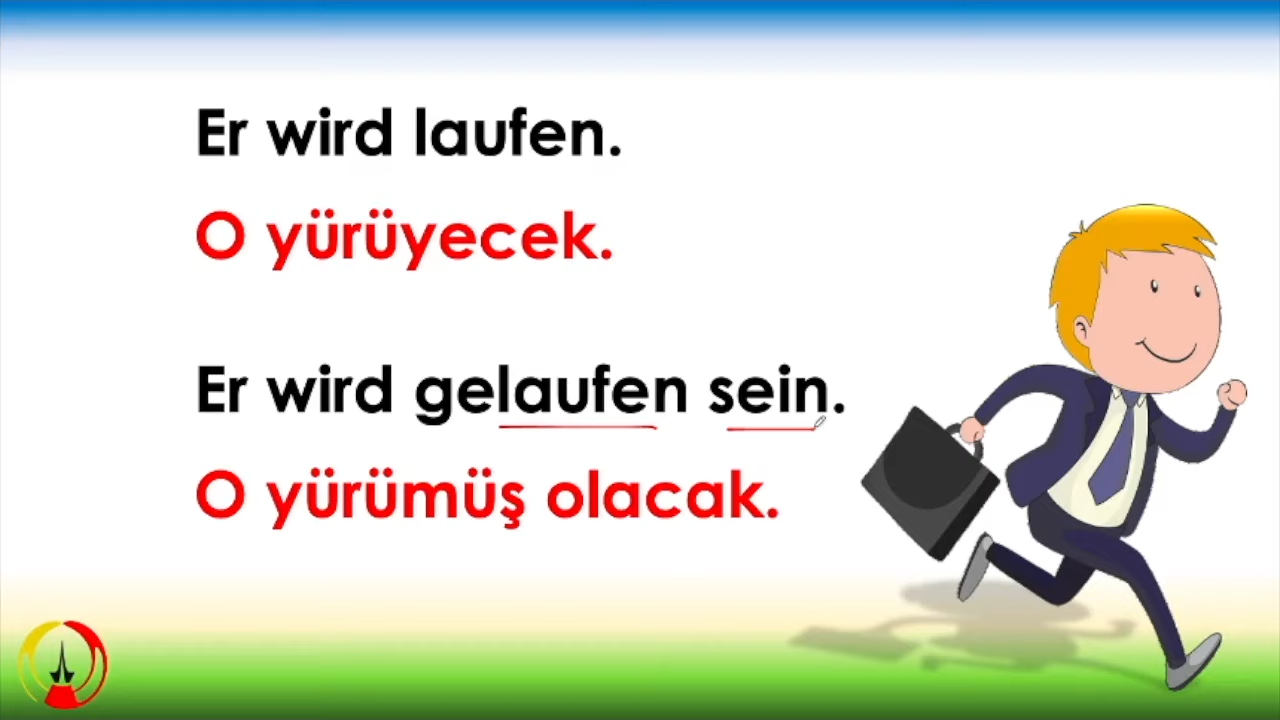 Er wird laufen.
O yürüyecek.
Er wird gelaufen sein.
O yürümüş olacak.